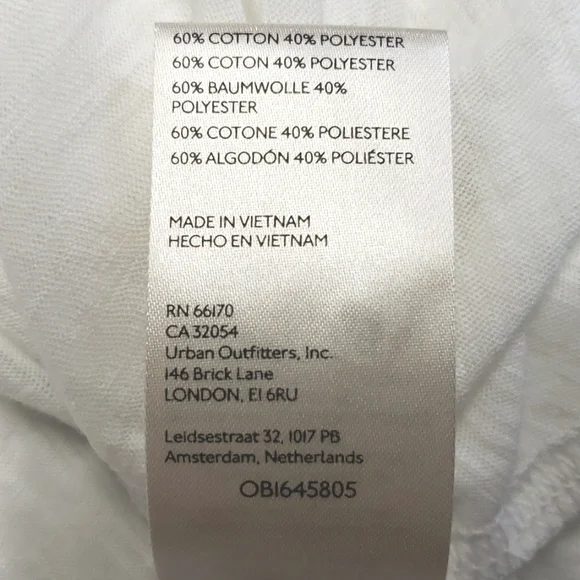 60% COTTON 40% POLYESTER
60% COTON 40% POLYESTER
60% BAUMWOLLE 40%
POLYESTER
60% COTONE 40% POLIESTERE
60% ALGODÓN 40% POLIÉSTER
MADE IN VIETNAM
HECHO EN VIETNAM
RN 66170
CA 32054
Urban Outfitters, Inc.
146 Brick Lane
LONDON, E1 6RU
Leidsestraat 32, 1017 PB
Amsterdam, Netherlands
OB1645805